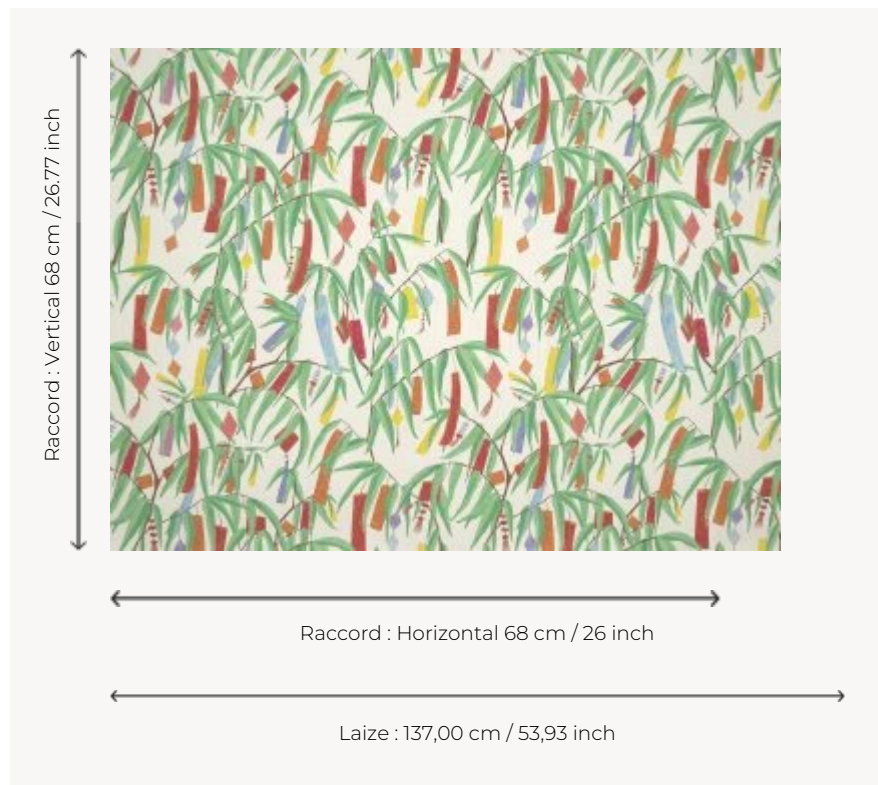 Raccord : Vertical 68 cm / 26.77 inch
Raccord : Horizontal 68 cm / 26 inch
Laize : 137,00 cm / 53,93 inch